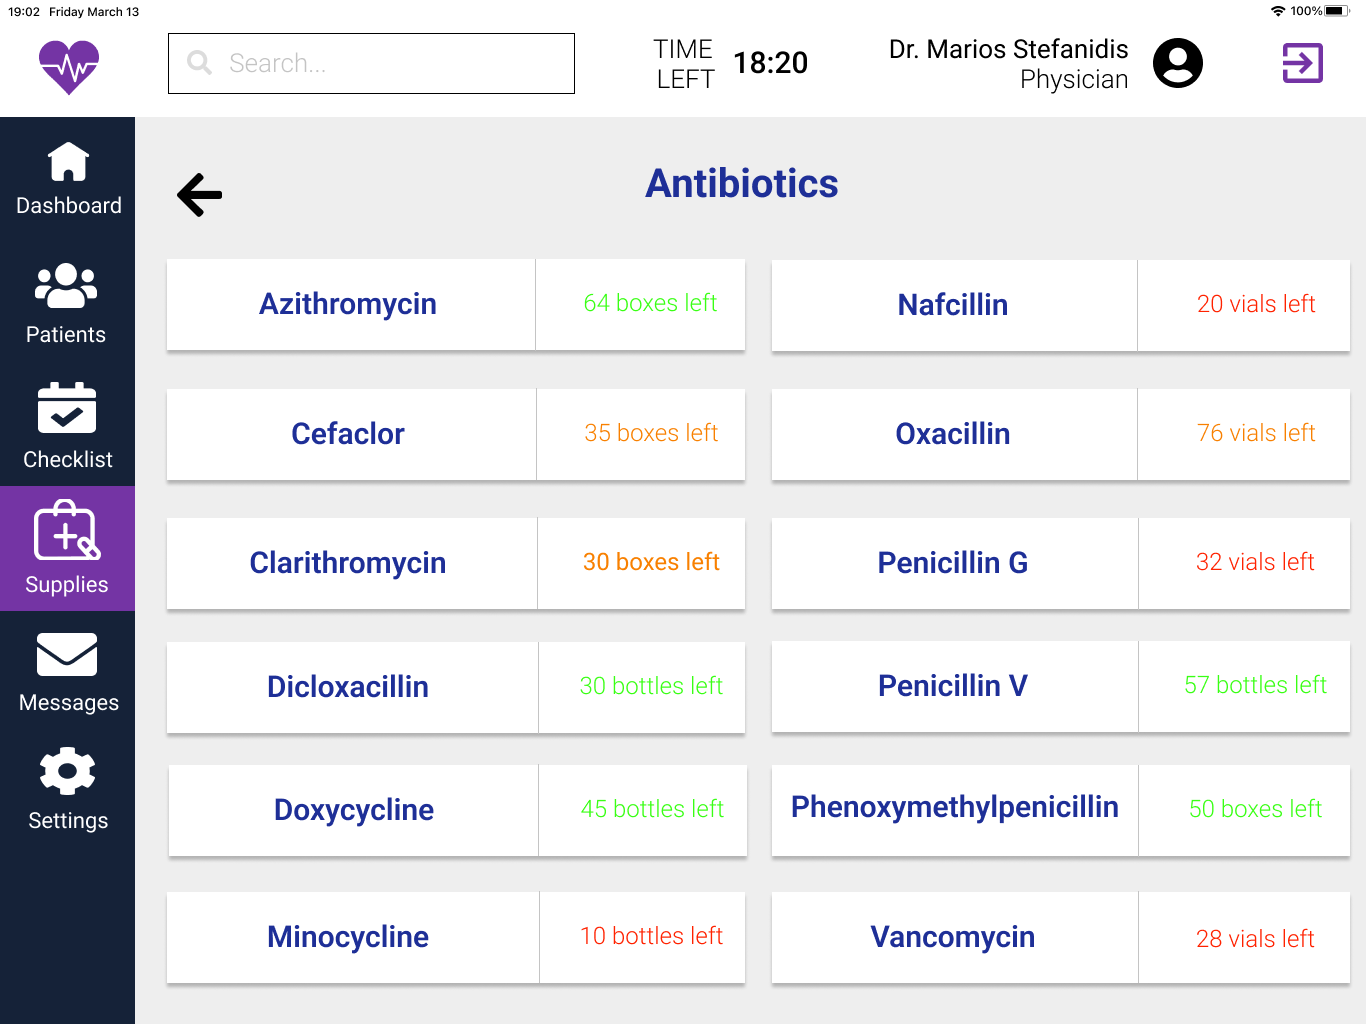 19:02 Friday March 13
100%
Search...
TIME
LEFT
18:20
Dr. Marios Stefanidis
Physician
Dashboard
Patients
Checklist
Supplies
Messages
Settings
Antibiotics
Azithromycin
64 boxes left
Nafcillin
20 vials left
Cefaclor
35 boxes left
Oxacillin
76 vials left
Clarithromycin
30 boxes left
Penicillin G
32 vials left
Dicloxacillin
30 bottles left
Penicillin V
57 bottles left
Doxycycline
45 bottles left
Phenoxymethylpenicillin
50 boxes left
Minocycline
10 bottles left
Vancomycin
28 vials left